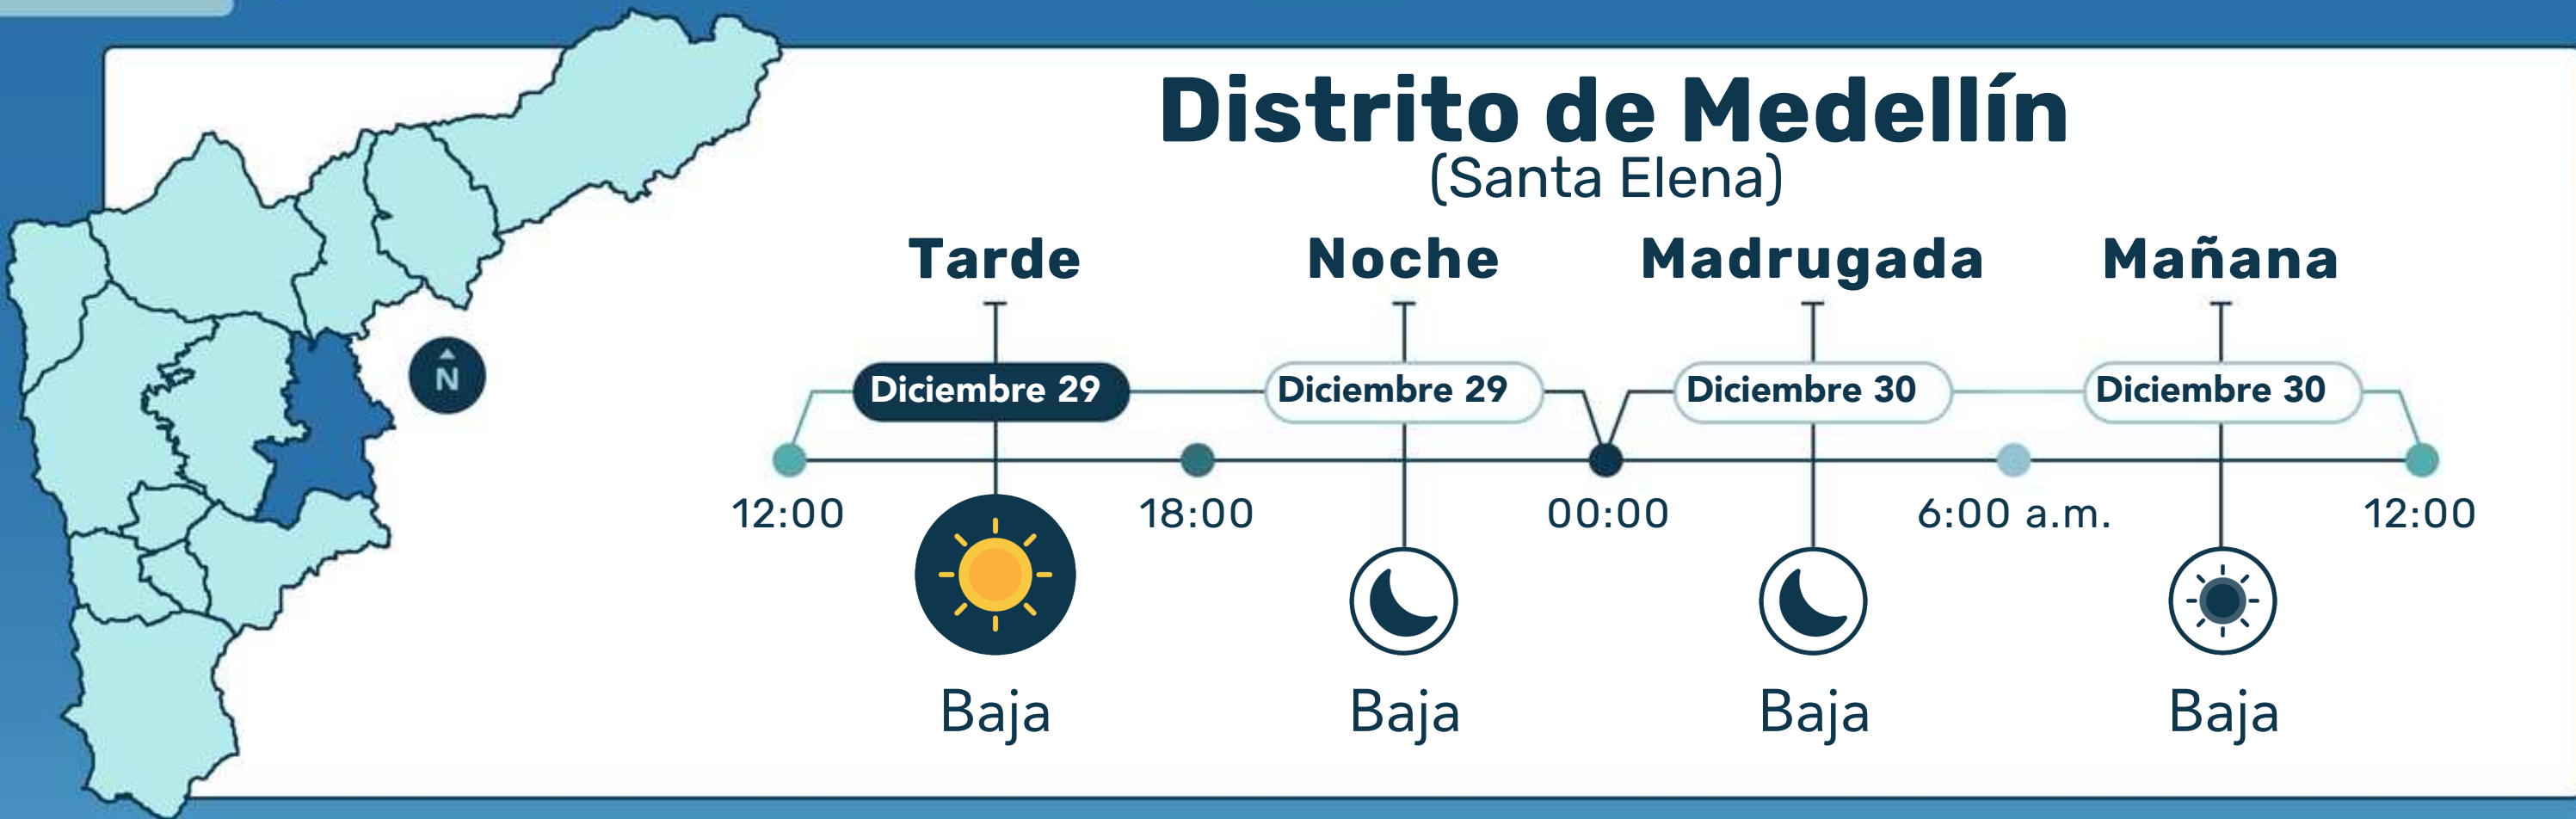 Distrito de Medellín
(Santa Elena)
Tarde Noche Madrugada Mañana
N
Diciembre 29 Diciembre 29 Diciembre 30 Diciembre 30
12:00 18:00 00:00 6:00 a.m. 12:00
Baja Baja Baja Baja